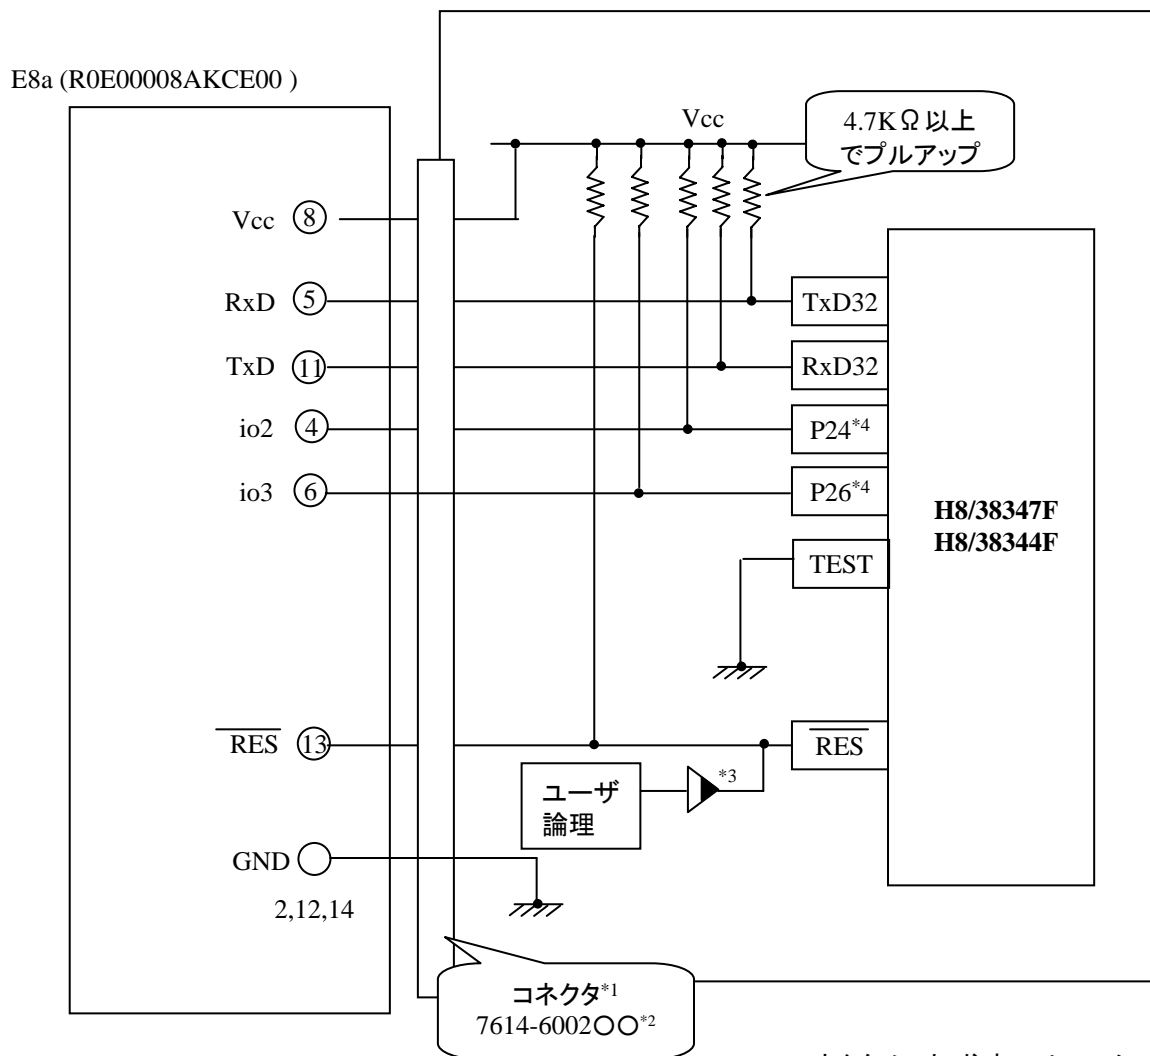 E8a (R0E00008AKCE00 )
Vcc
4.7KΩ以上
でプルアップ
Vcc 8
RxD 5
TxD32
TxD 11
RxD32
io2 4
P24*4
io3 6
P26*4
H8/38347F
H8/38344F
TEST
RES 13
RES
*3
ユーザ
論理
GND
2,12,14
コネクタ*1
7614-6002〇〇*2